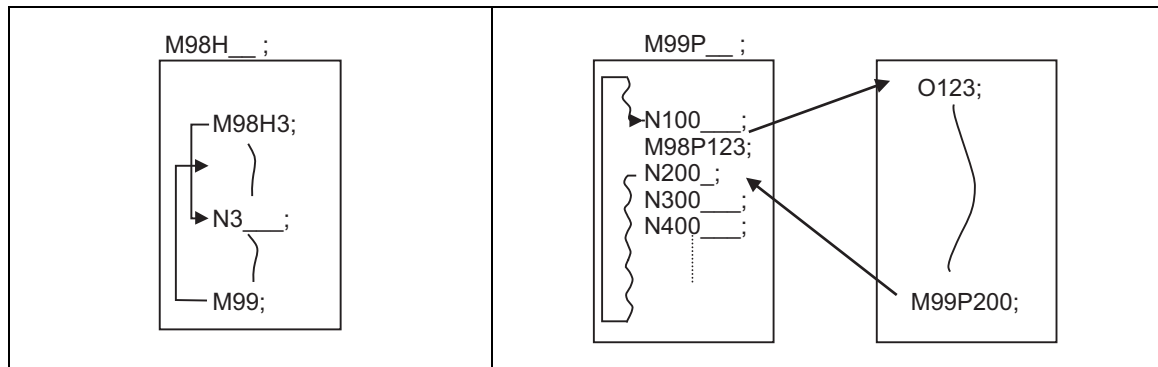 M98H__ ;
M98H3;
N3___;
M99;
M99P__ ;
N100___;
M98P123;
N200_;
N300___;
N400___;
O123;
M99P200;